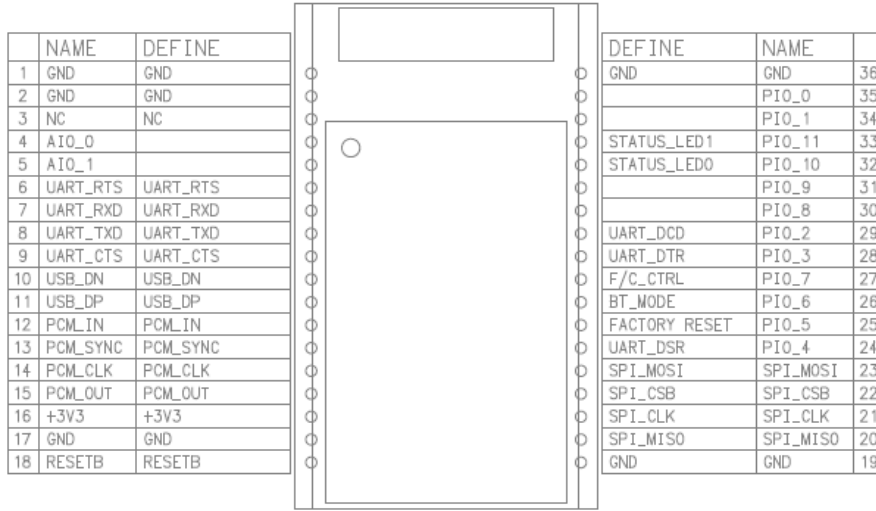 NAME DEFINE
1 GND GND
2 GND GND
3 NC NC
4 AIO_0
5 AIO_1
6 UART_RTS UART_RTS
7 UART_RXD UART_RXD
8 UART_TXD UART_TXD
9 UART_CTS UART_CTS
10 USB_DN USB_DN
11 USB_DP USB_DP
12 PCM_IN PCM_IN
13 PCM_SYNC PCM_SYNC
14 PCM_CLK PCM_CLK
15 PCM_OUT PCM_OUT
16 +3V3 +3V3
17 GND GND
18 RESETB RESETB
DEFINE NAME
GND GND 36
PIO_0 35
PIO_1 34
STATUS_LED1 PIO_11 33
STATUS_LED0 PIO_10 32
PIO_9 31
PIO_8 30
UART_DCD PIO_2 29
UART_DTR PIO_3 28
F/C_CTRL PIO_7 27
BT_MODE PIO_6 26
FACTORY RESET PIO_5 25
UART_DSR PIO_4 24
SPI_MOSI SPI_MOSI 23
SPI_CSB SPI_CSB 22
SPI_CLK SPI_CLK 21
SPI_MISO SPI_MISO 20
GND GND 19